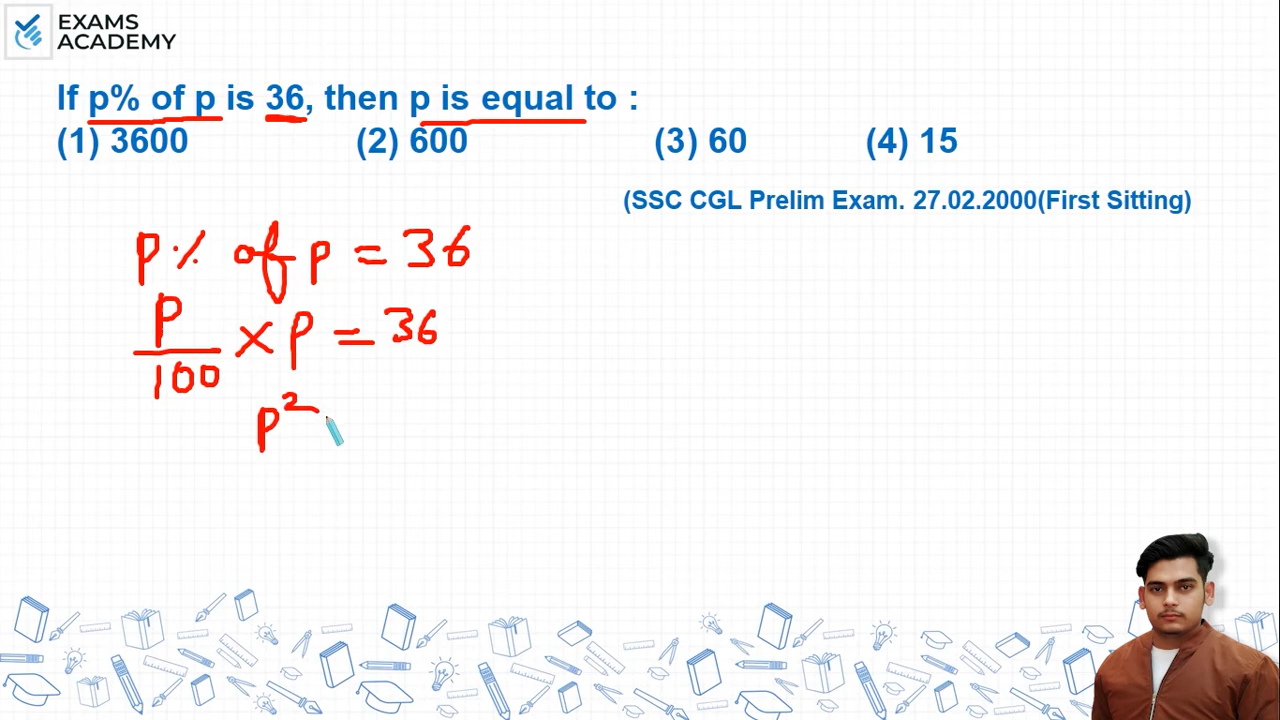 EXAMS
ACADEMY
If p% of p is 36, then p is equal to :
(1) 3600 (2) 600 (3) 60 (4) 15
(SSC CGL Prelim Exam. 27.02.2000(First Sitting)
p% of p = 36
p/100 × p = 36
p²